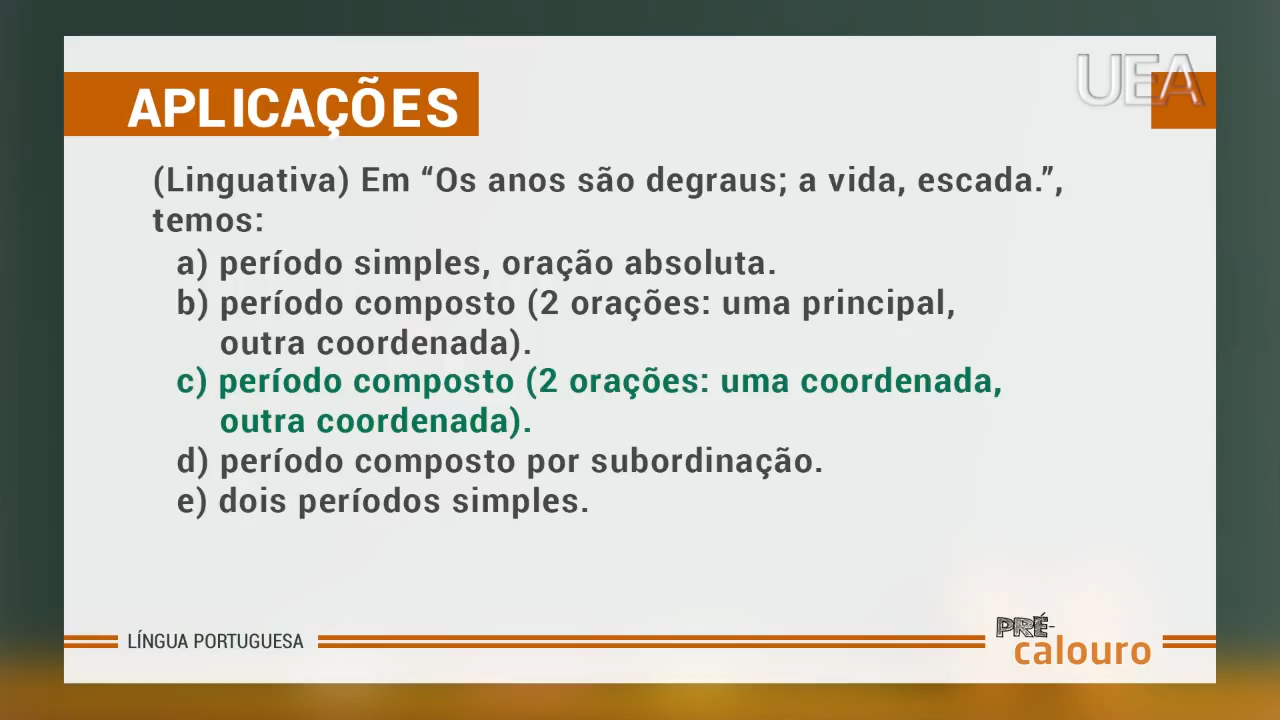 UEA
APLICAÇÕES
(Linguativa) Em “Os anos são degraus; a vida, escada.”,
temos:
a) período simples, oração absoluta.
b) período composto (2 orações: uma principal,
outra coordenada).
c) período composto (2 orações: uma coordenada,
outra coordenada).
d) período composto por subordinação.
e) dois períodos simples.
LÍNGUA PORTUGUESA
PRÉ-
calouro